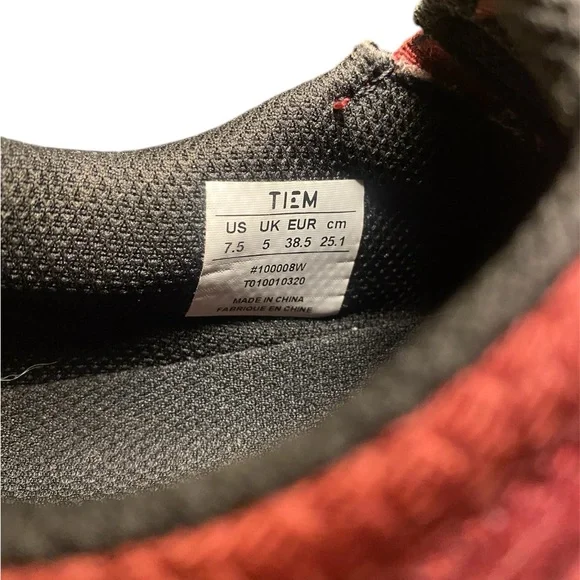 TIEM
US UK EUR cm
7.5 5 38.5 25.1
#100008W
T010010320
MADE IN CHINA
FABRIQUE EN CHINE